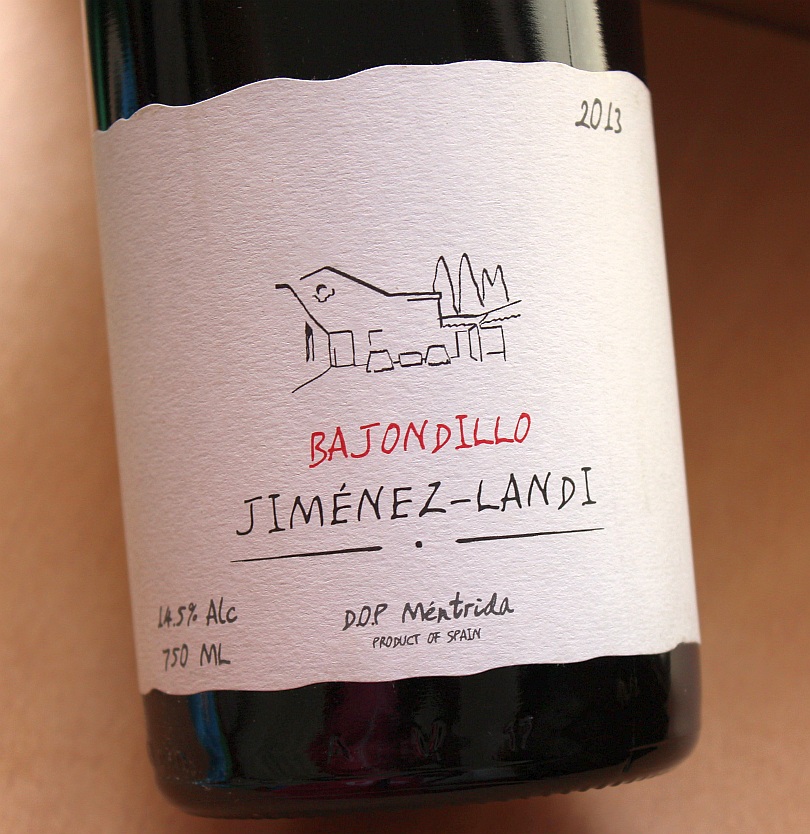 2013
BAJONDILLO
JIMÉNEZ-LANDI
14.5% Alc
750 ML
D.O.P Méntrida
PRODUCT OF SPAIN